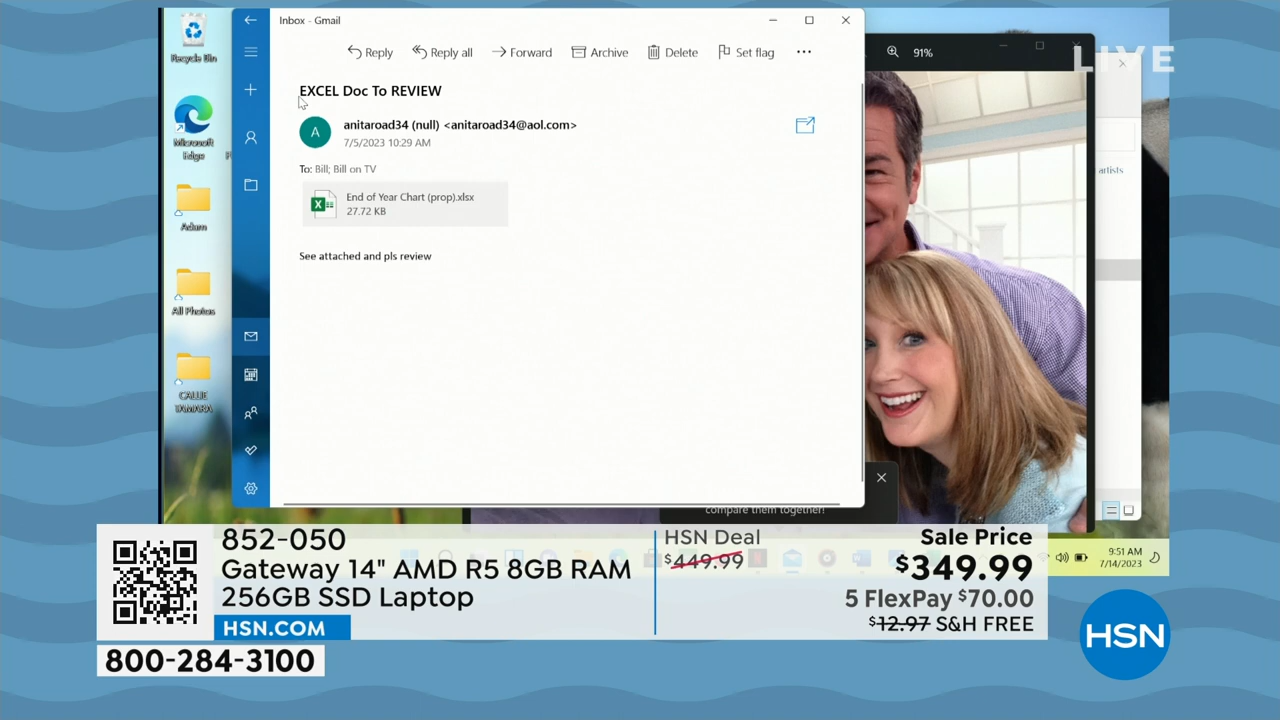 Recycle Bin
Microsoft
Edge
Adam
All Photos
CALLIE
TAMARA
Inbox - Gmail
Reply
Reply all
Forward
Archive
Delete
Set flag
EXCEL Doc To REVIEW
A
anitaroad34 (null) <anitaroad34@aol.com>
7/5/2023 10:29 AM
To: Bill; Bill on TV
End of Year Chart (prop).xlsx
27.72 KB
See attached and pls review
91%
LIVE
artists
compare them together!
9:51 AM
7/14/2023
852-050
Gateway 14" AMD R5 8GB RAM
256GB SSD Laptop
HSN.COM
800-284-3100
HSN Deal
$449.99
Sale Price
$349.99
5 FlexPay $70.00
$12.97 S&H FREE
HSN